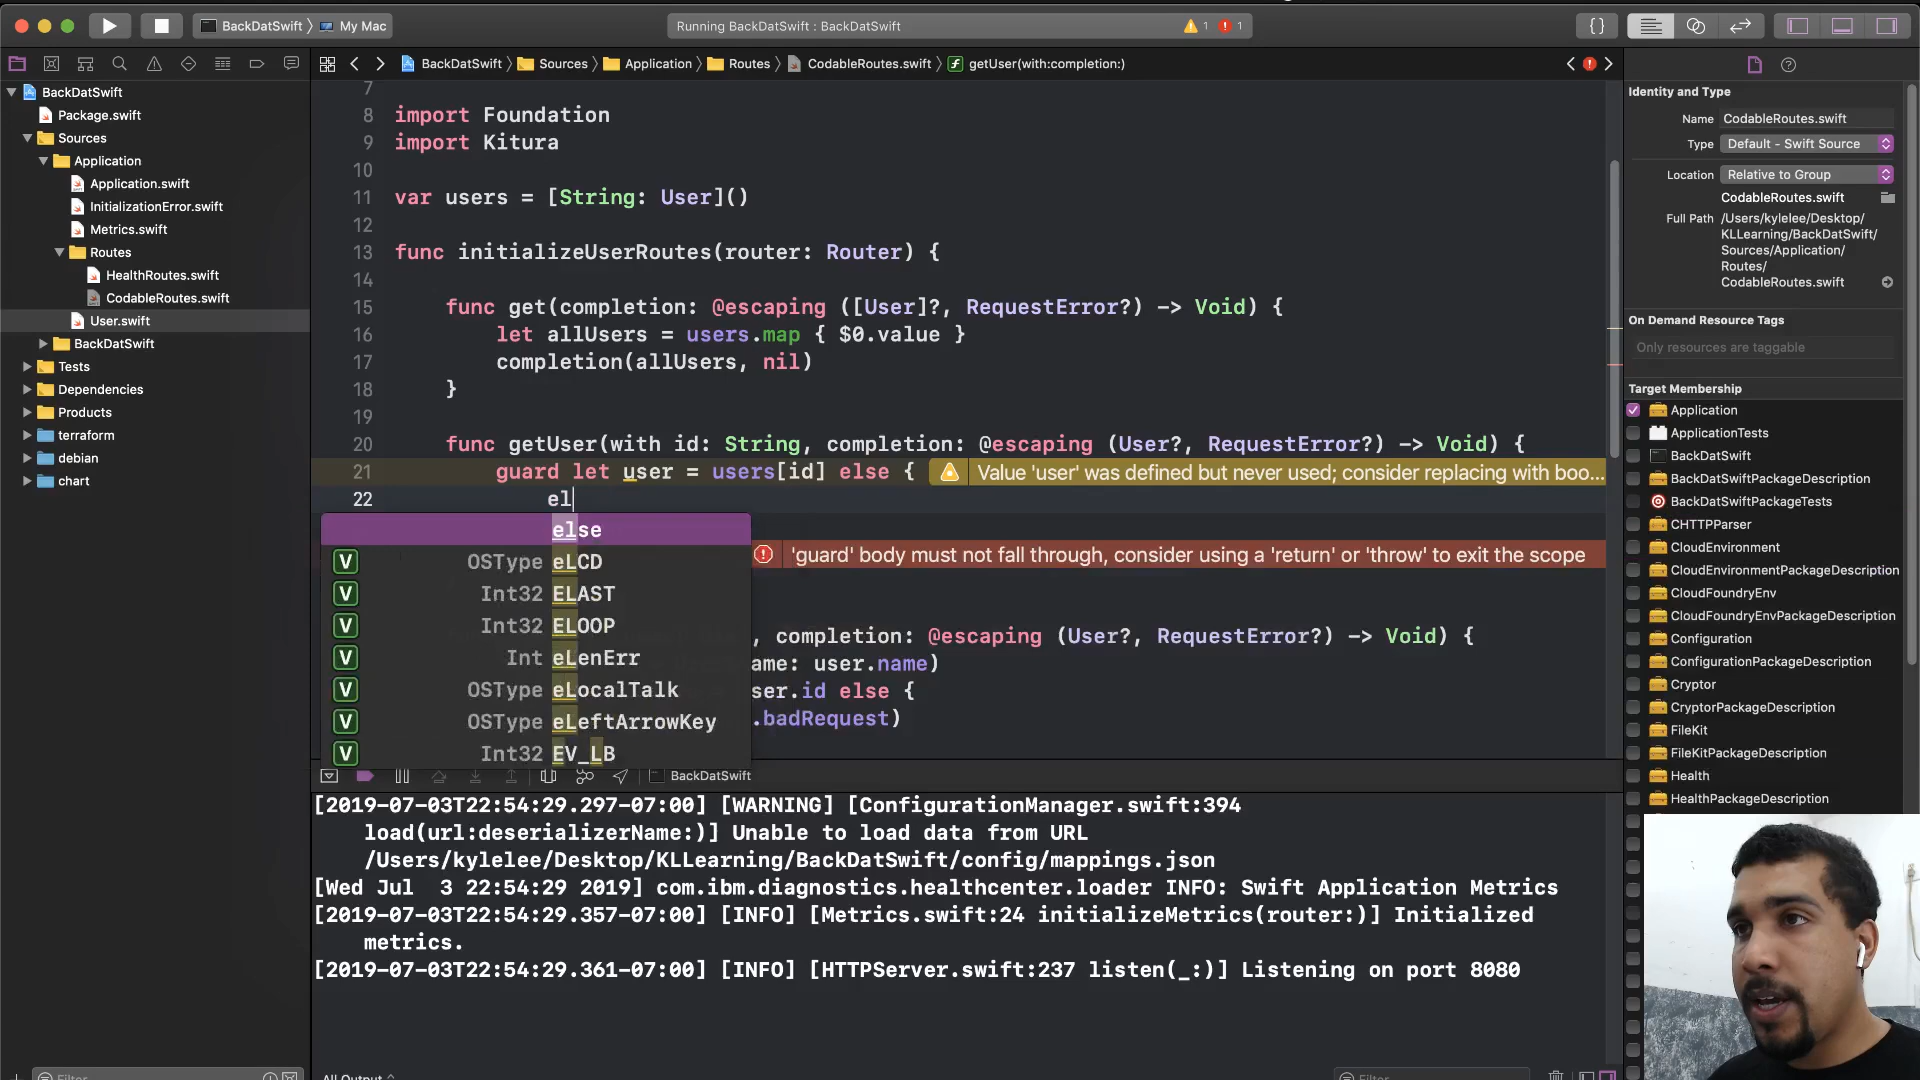 BackDatSwift › My Mac
Running BackDatSwift : BackDatSwift
1 1
{}
BackDatSwift
Package.swift
Sources
Application
Application.swift
InitializationError.swift
Metrics.swift
Routes
HealthRoutes.swift
CodableRoutes.swift
User.swift
BackDatSwift
Tests
Dependencies
Products
terraform
debian
chart
BackDatSwift › Sources › Application › Routes › CodableRoutes.swift › getUser(with:completion:)
7
8 import Foundation
9 import Kitura
10
11 var users = [String: User]()
12
13 func initializeUserRoutes(router: Router) {
14
15 func get(completion: @escaping ([User]?, RequestError?) -> Void) {
16 let allUsers = users.map { $0.value }
17 completion(allUsers, nil)
18 }
19
20 func getUser(with id: String, completion: @escaping (User?, RequestError?) -> Void) {
21 guard let user = users[id] else { Value 'user' was defined but never used; consider replacing with boo...
22 el
else
V OSType eLCD
'guard' body must not fall through, consider using a 'return' or 'throw' to exit the scope
V Int32 ELAST
V Int32 ELOOP
, completion: @escaping (User?, RequestError?) -> Void) {
V Int eLenErr
ame: user.name)
V OSType eLocalTalk
ser.id else {
V OSType eLeftArrowKey
.badRequest)
V Int32 EV_LB
BackDatSwift
[2019-07-03T22:54:29.297-07:00] [WARNING] [ConfigurationManager.swift:394
load(url:deserializerName:)] Unable to load data from URL
/Users/kylelee/Desktop/KLLearning/BackDatSwift/config/mappings.json
[Wed Jul 3 22:54:29 2019] com.ibm.diagnostics.healthcenter.loader INFO: Swift Application Metrics
[2019-07-03T22:54:29.357-07:00] [INFO] [Metrics.swift:24 initializeMetrics(router:)] Initialized
metrics.
[2019-07-03T22:54:29.361-07:00] [INFO] [HTTPServer.swift:237 listen(_:)] Listening on port 8080
Filter
All Output
Filter
Identity and Type
Name CodableRoutes.swift
Type Default - Swift Source
Location Relative to Group
CodableRoutes.swift
Full Path /Users/kylelee/Desktop/
KLLearning/BackDatSwift/
Sources/Application/
Routes/
CodableRoutes.swift
On Demand Resource Tags
Only resources are taggable
Target Membership
Application
ApplicationTests
BackDatSwift
BackDatSwiftPackageDescription
BackDatSwiftPackageTests
CHTTPParser
CloudEnvironment
CloudEnvironmentPackageDescription
CloudFoundryEnv
CloudFoundryEnvPackageDescription
Configuration
ConfigurationPackageDescription
Cryptor
CryptorPackageDescription
FileKit
FileKitPackageDescription
Health
HealthPackageDescription